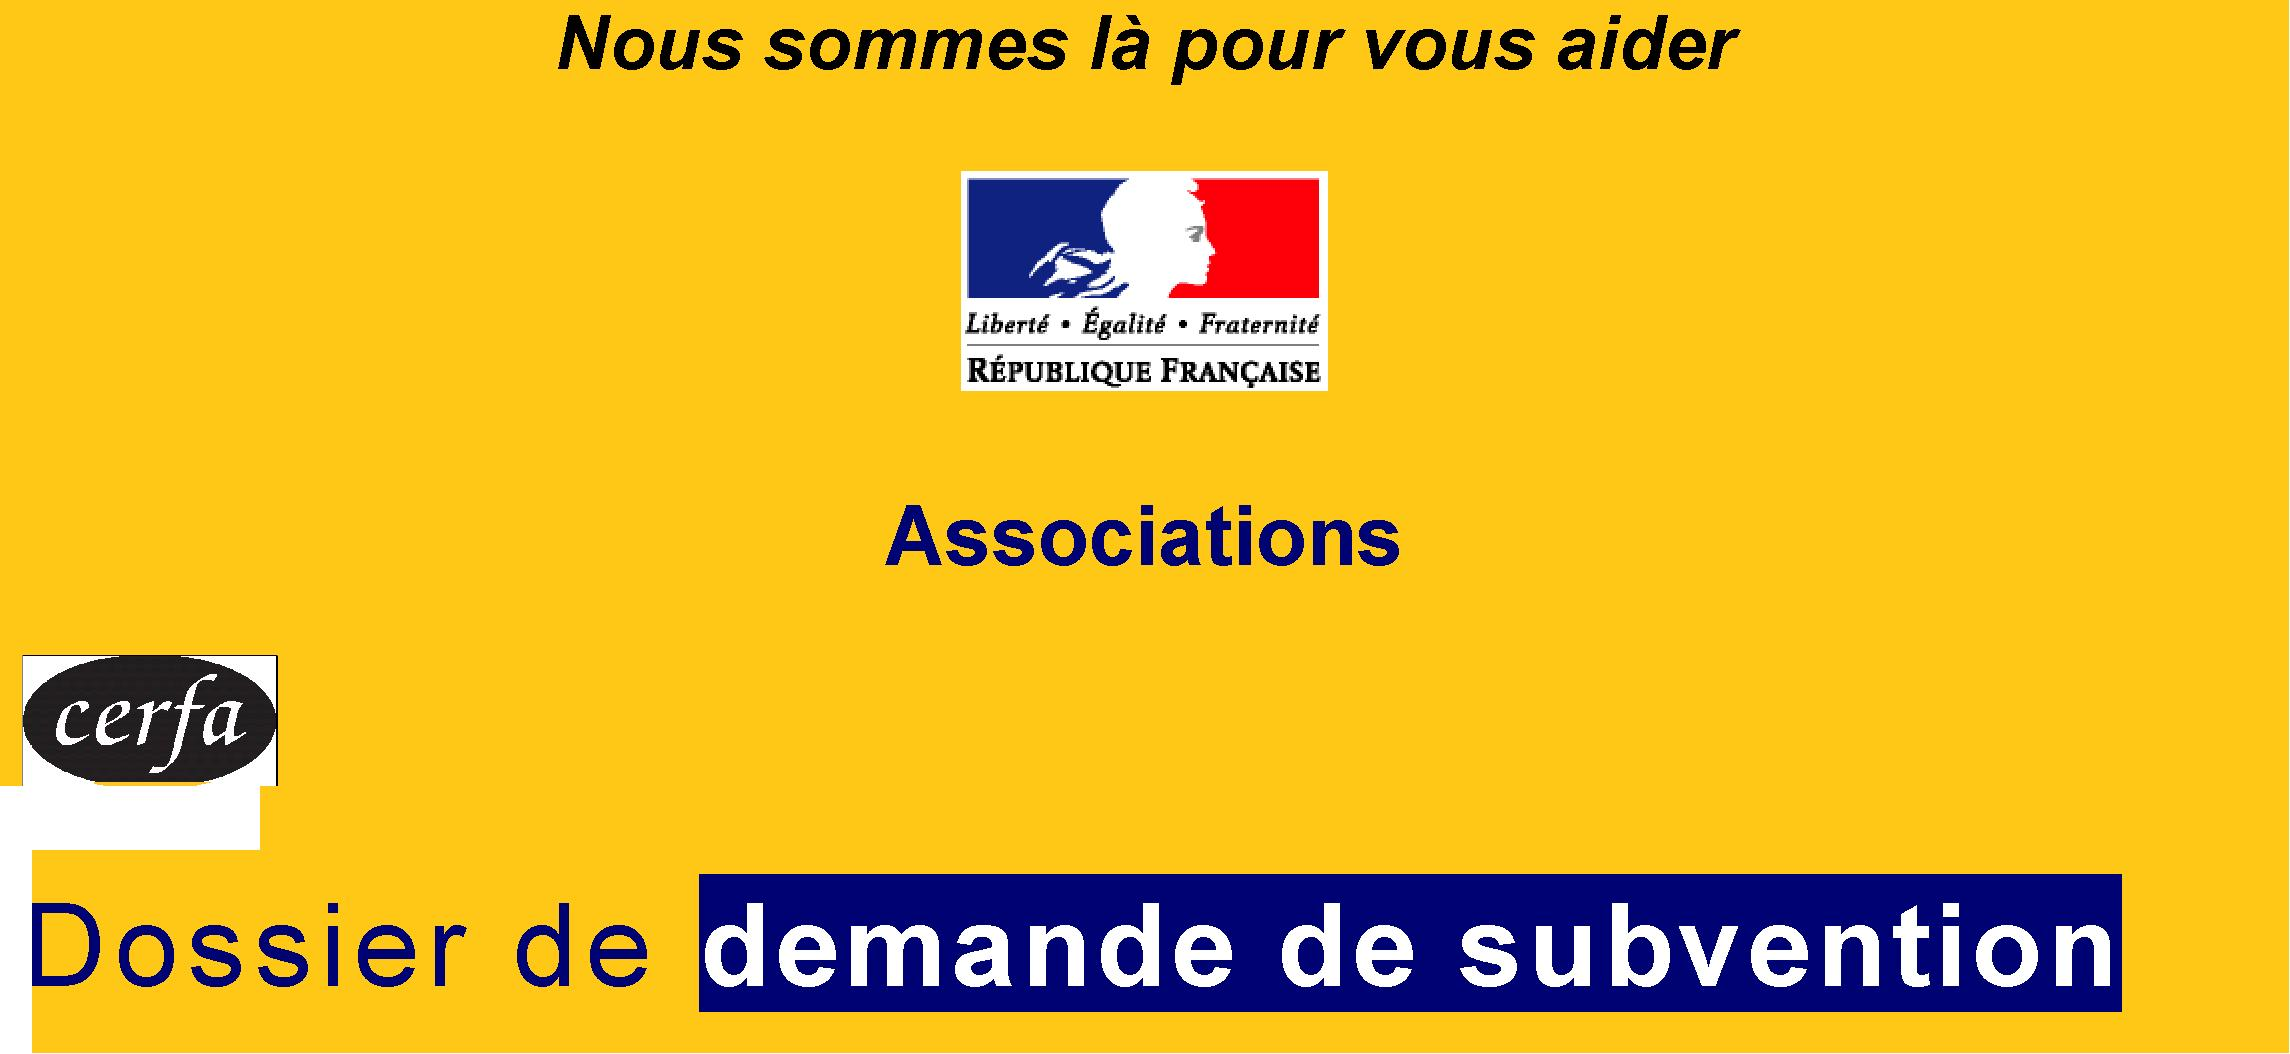 Nous sommes là pour vous aider
Liberté • Égalité • Fraternité
RÉPUBLIQUE FRANÇAISE
Associations
cerfa
Dossier de demande de subvention